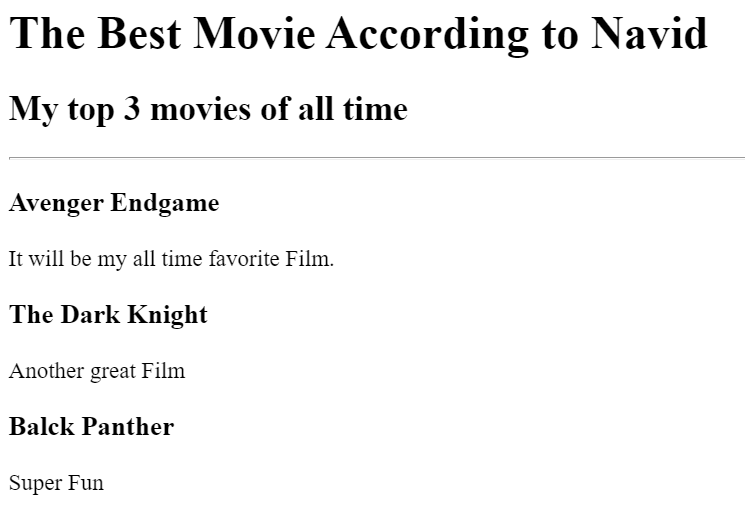 The Best Movie According to Navid
My top 3 movies of all time
Avenger Endgame
It will be my all time favorite Film.
The Dark Knight
Another great Film
Balck Panther
Super Fun